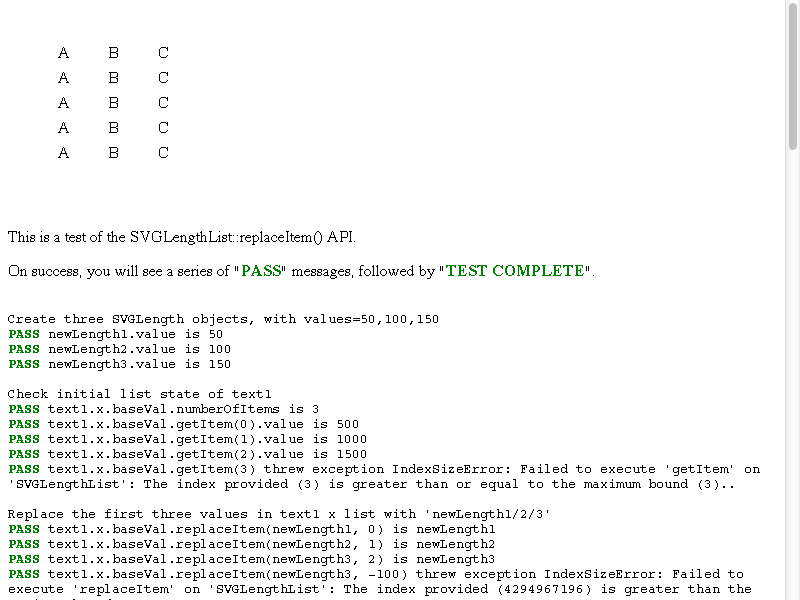 A B C
A B C
A B C
A B C
A B C
This is a test of the SVGLengthList::replaceItem() API.
On success, you will see a series of "PASS" messages, followed by "TEST COMPLETE".
Create three SVGLength objects, with values=50,100,150
PASS newLength1.value is 50
PASS newLength2.value is 100
PASS newLength3.value is 150
Check initial list state of text1
PASS text1.x.baseVal.numberOfItems is 3
PASS text1.x.baseVal.getItem(0).value is 500
PASS text1.x.baseVal.getItem(1).value is 1000
PASS text1.x.baseVal.getItem(2).value is 1500
PASS text1.x.baseVal.getItem(3) threw exception IndexSizeError: Failed to execute 'getItem' on
'SVGLengthList': The index provided (3) is greater than or equal to the maximum bound (3)..
Replace the first three values in text1 x list with 'newLength1/2/3'
PASS text1.x.baseVal.replaceItem(newLength1, 0) is newLength1
PASS text1.x.baseVal.replaceItem(newLength2, 1) is newLength2
PASS text1.x.baseVal.replaceItem(newLength3, 2) is newLength3
PASS text1.x.baseVal.replaceItem(newLength3, -100) threw exception IndexSizeError: Failed to
execute 'replaceItem' on 'SVGLengthList': The index provided (4294967196) is greater than the